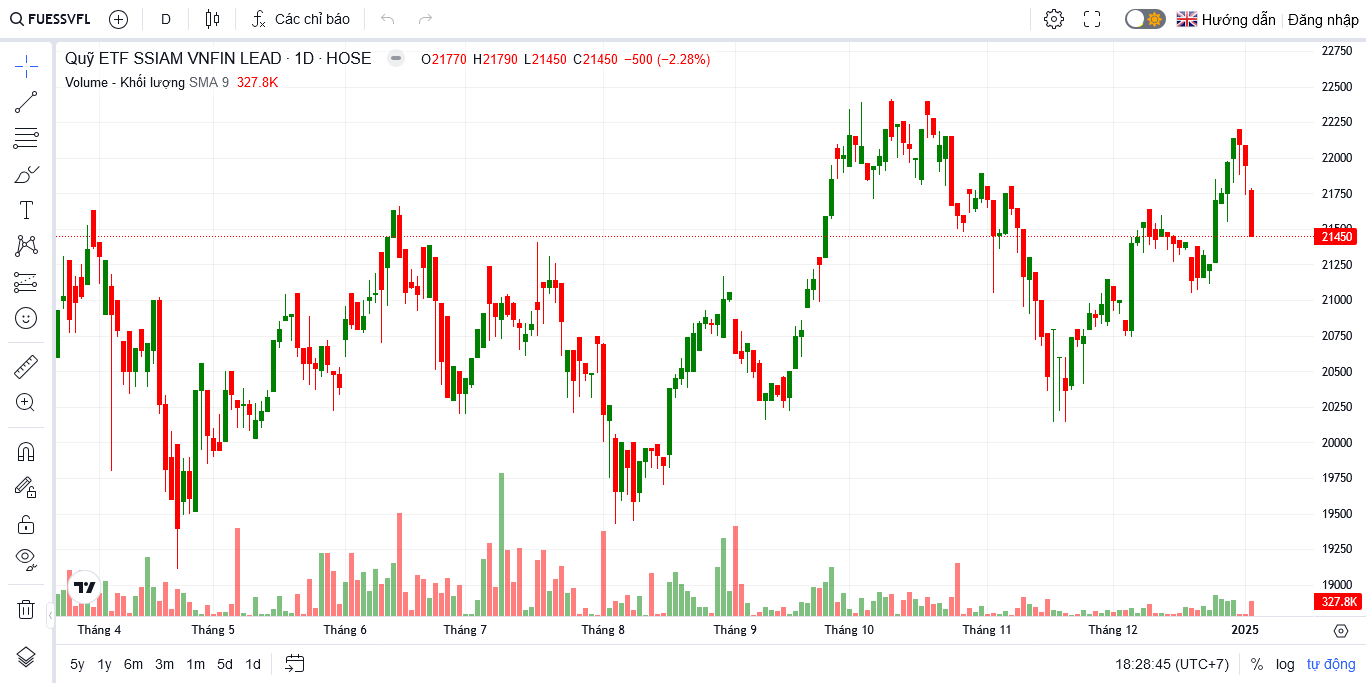 FUESSVFL D Các chỉ báo Hướng dẫn Đăng nhập
Quỹ ETF SSIAM VNFIN LEAD · 1D · HOSE O21770 H21790 L21450 C21450 −500 (−2.28%)
Volume - Khối lượng SMA 9 327.8K
22750
22500
22250
22000
21750
21450
21250
21000
20750
20500
20250
20000
19750
19500
19250
19000
327.8K
Tháng 4 Tháng 5 Tháng 6 Tháng 7 Tháng 8 Tháng 9 Tháng 10 Tháng 11 Tháng 12 2025
5y 1y 6m 3m 1m 5d 1d 18:28:45 (UTC+7) % log tự động